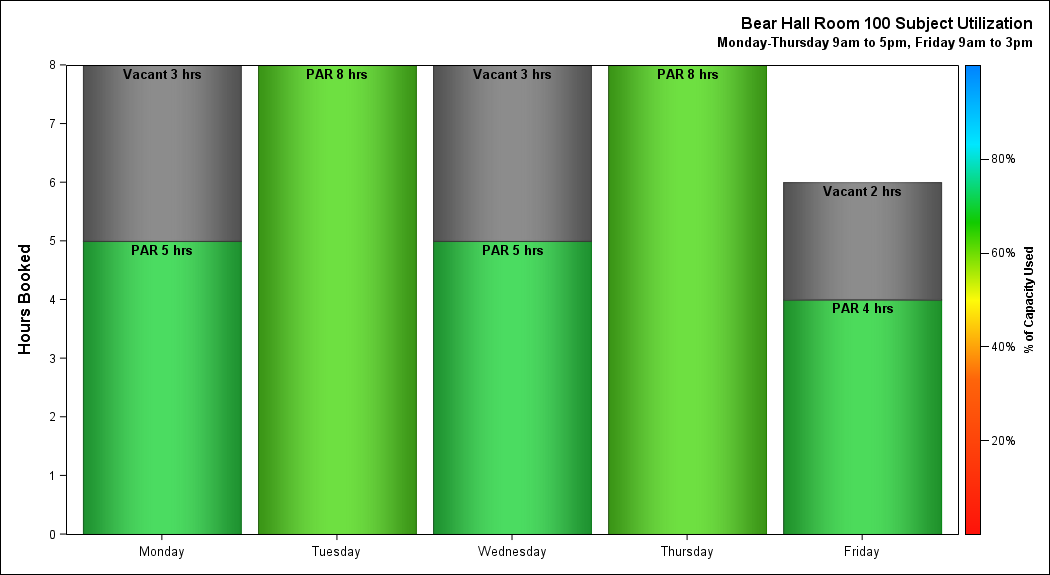 Bear Hall Room 100 Subject Utilization
Monday-Thursday 9am to 5pm, Friday 9am to 3pm
Hours Booked
8
7
6
5
4
3
2
1
0
Vacant 3 hrs
PAR 5 hrs
PAR 8 hrs
Vacant 3 hrs
PAR 5 hrs
PAR 8 hrs
Vacant 2 hrs
PAR 4 hrs
Monday
Tuesday
Wednesday
Thursday
Friday
80%
60%
40%
20%
% of Capacity Used